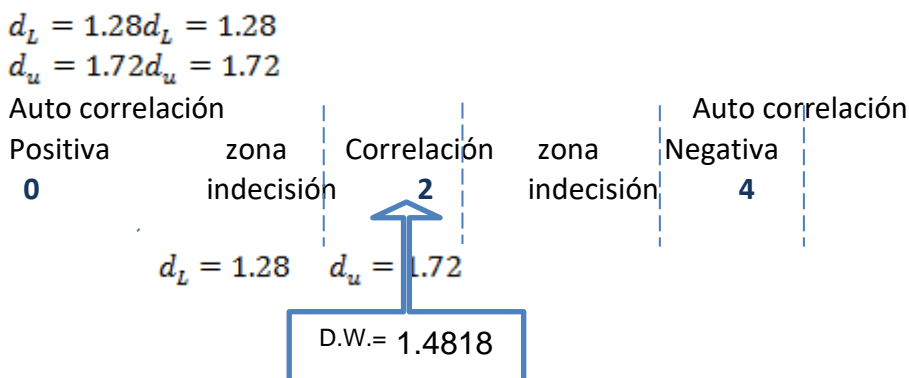 d_L = 1.28d_L = 1.28
d_u = 1.72d_u = 1.72
Auto correlación Auto correlación
Positiva zona Correlación zona Negativa
0 indecisión 2 indecisión 4
d_L = 1.28 d_u = 1.72
D.W.= 1.4818